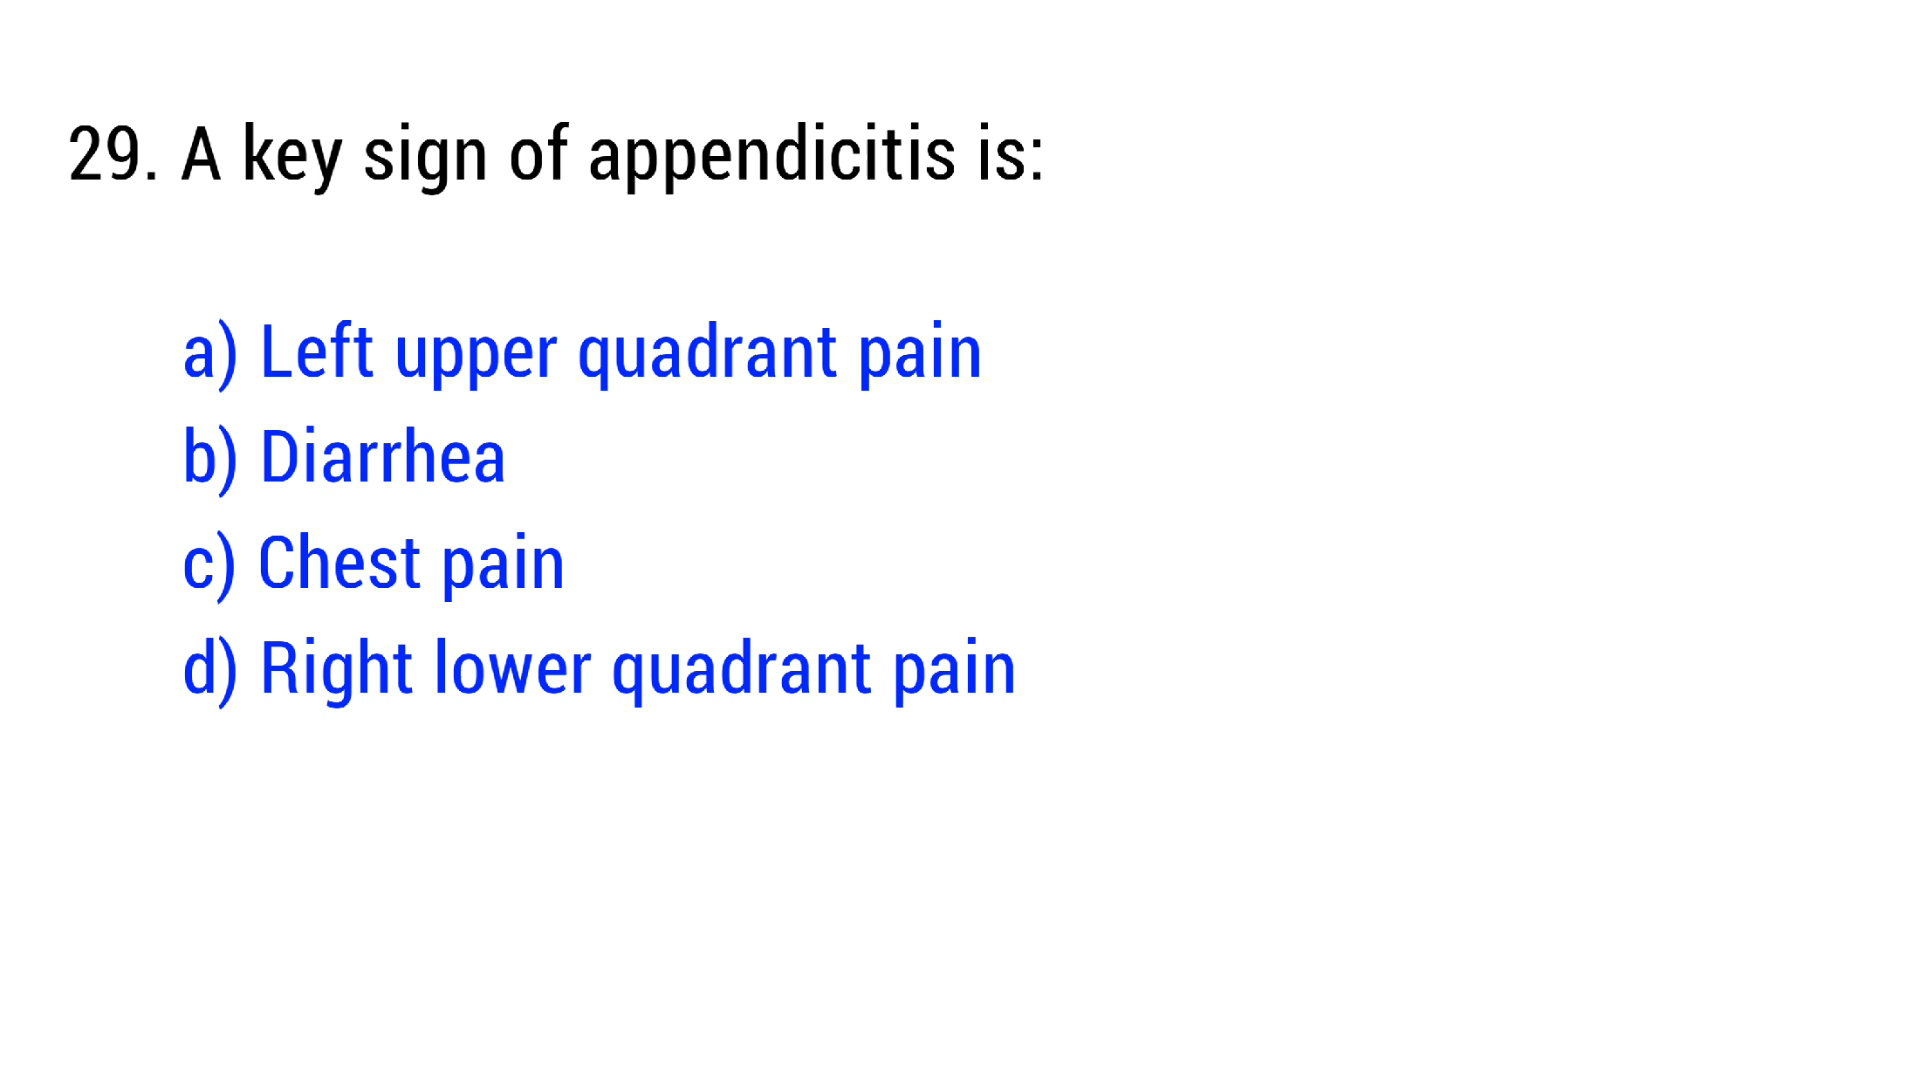 29. A key sign of appendicitis is:
a) Left upper quadrant pain
b) Diarrhea
c) Chest pain
d) Right lower quadrant pain